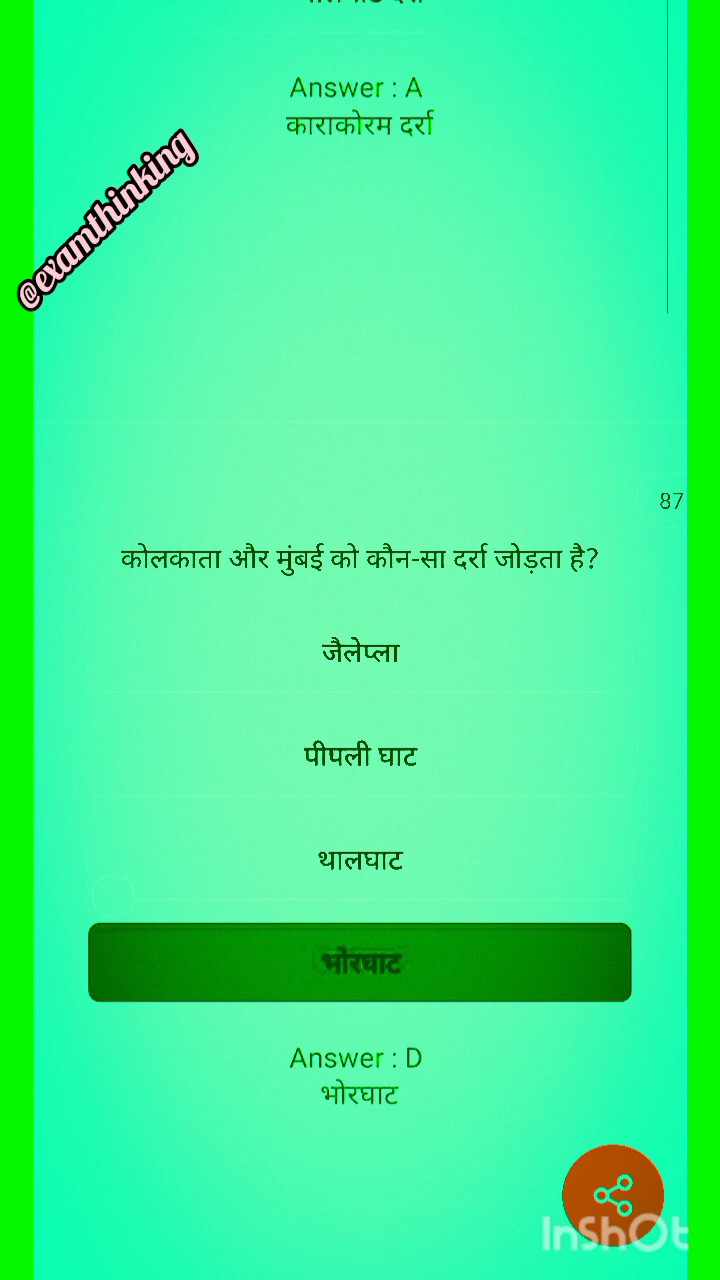 Answer : A
काराकोरम दर्रा
@examthinking
87
कोलकाता और मुंबई को कौन-सा दर्रा जोड़ता है?
जैलेप्ला
पीपली घाट
थालघाट
भोरघाट
Answer : D
भोरघाट
InShOt